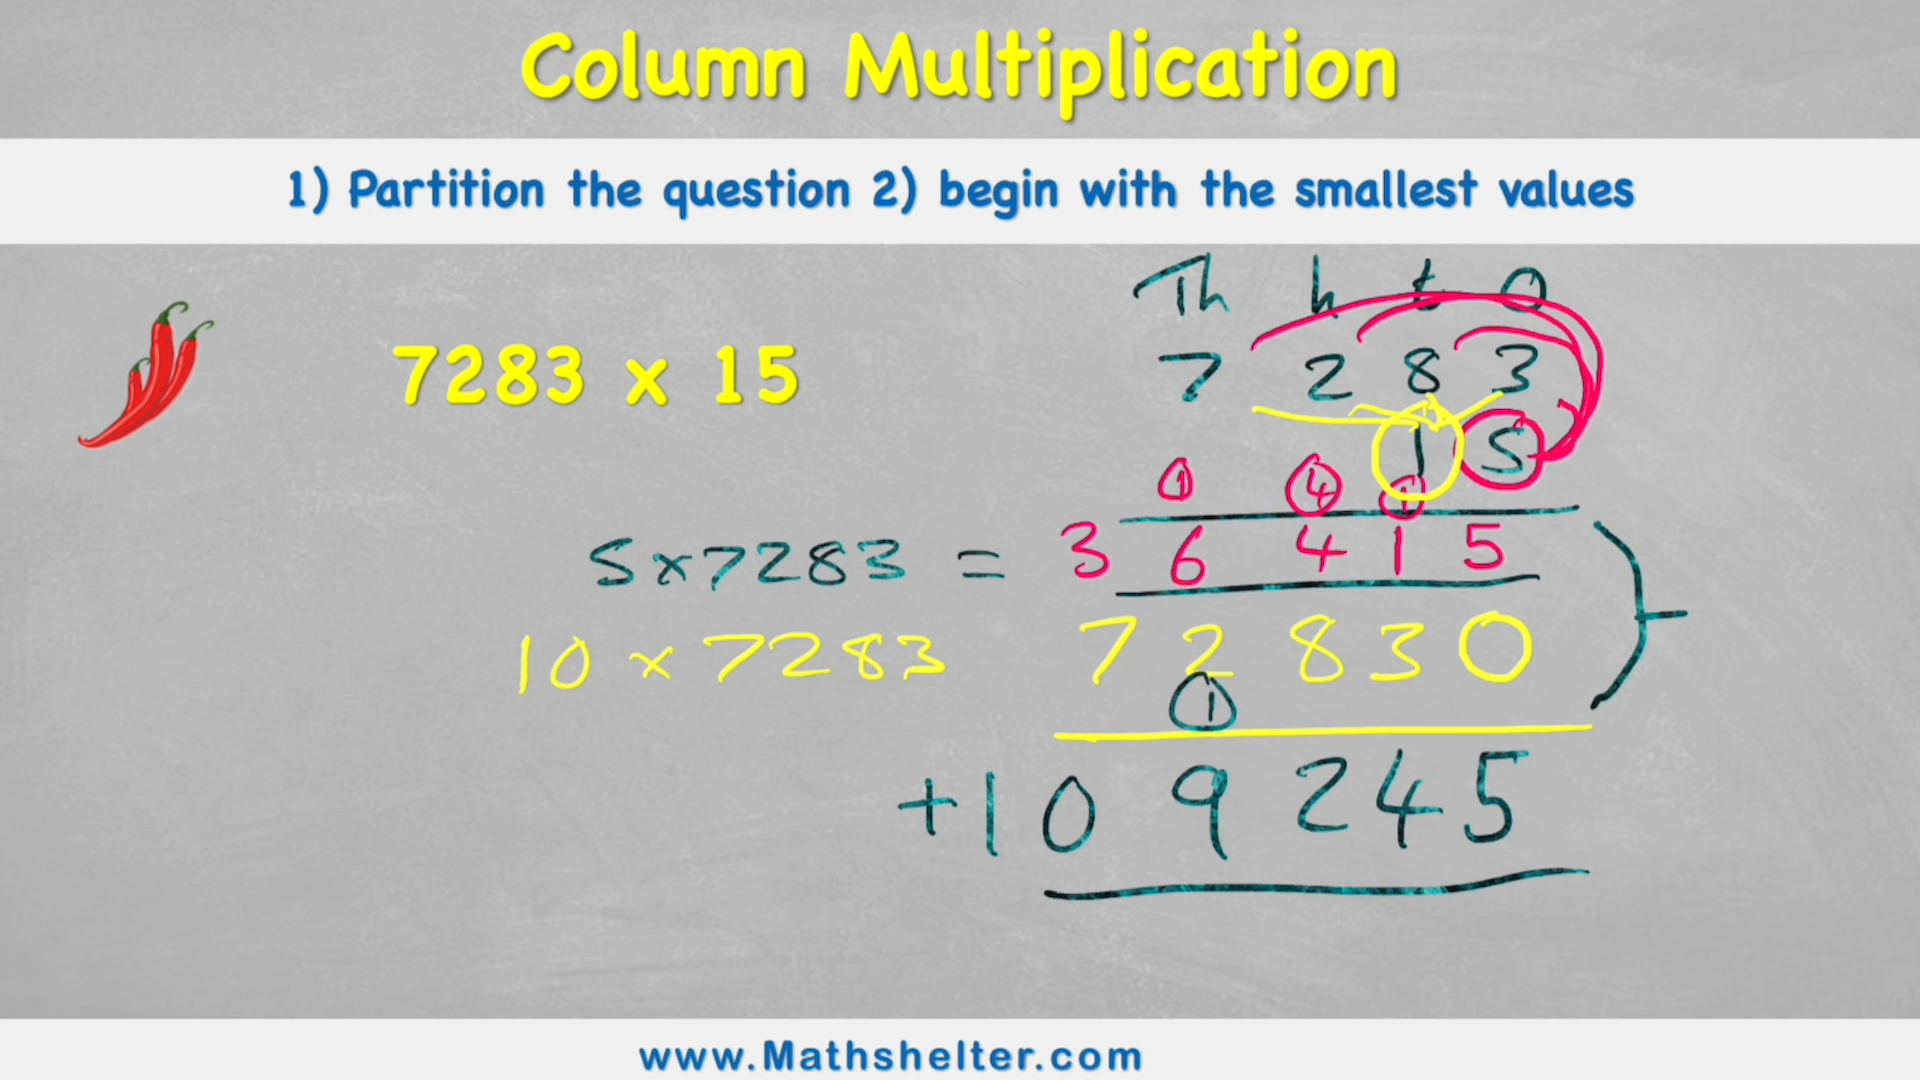 Column Multiplication
1) Partition the question 2) begin with the smallest values
Th h t O
7283 x 15
7 2 8 3
1 5
1 4 1
5 x 7283 = 3 6 4 1 5
10 x 7283 7 2 8 3 0
1
+ 1 0 9 2 4 5
www.Mathshelter.com